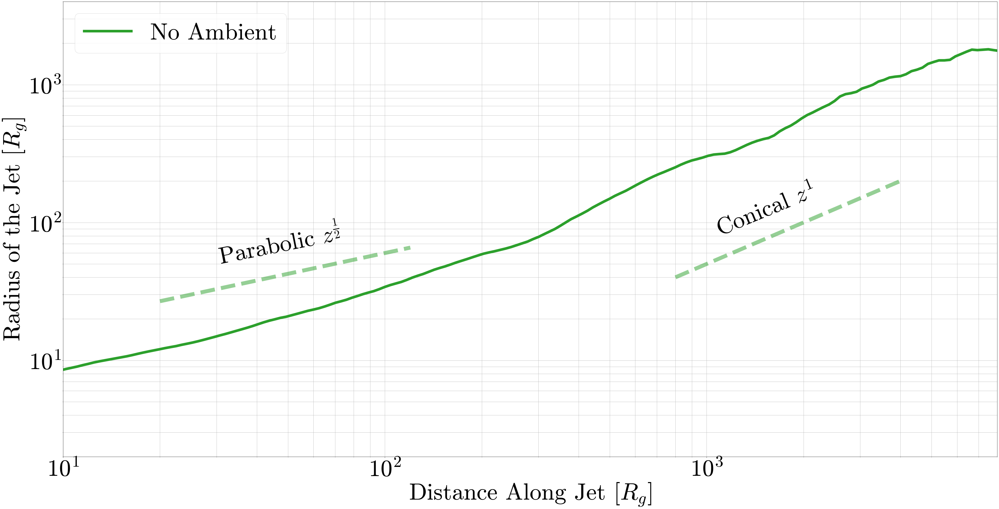 No Ambient
Radius of the Jet [$R_g$]
$10^3$
$10^2$
$10^1$
Parabolic $z^{\frac{1}{2}}$
Conical $z^1$
$10^1$
$10^2$
$10^3$
Distance Along Jet [$R_g$]